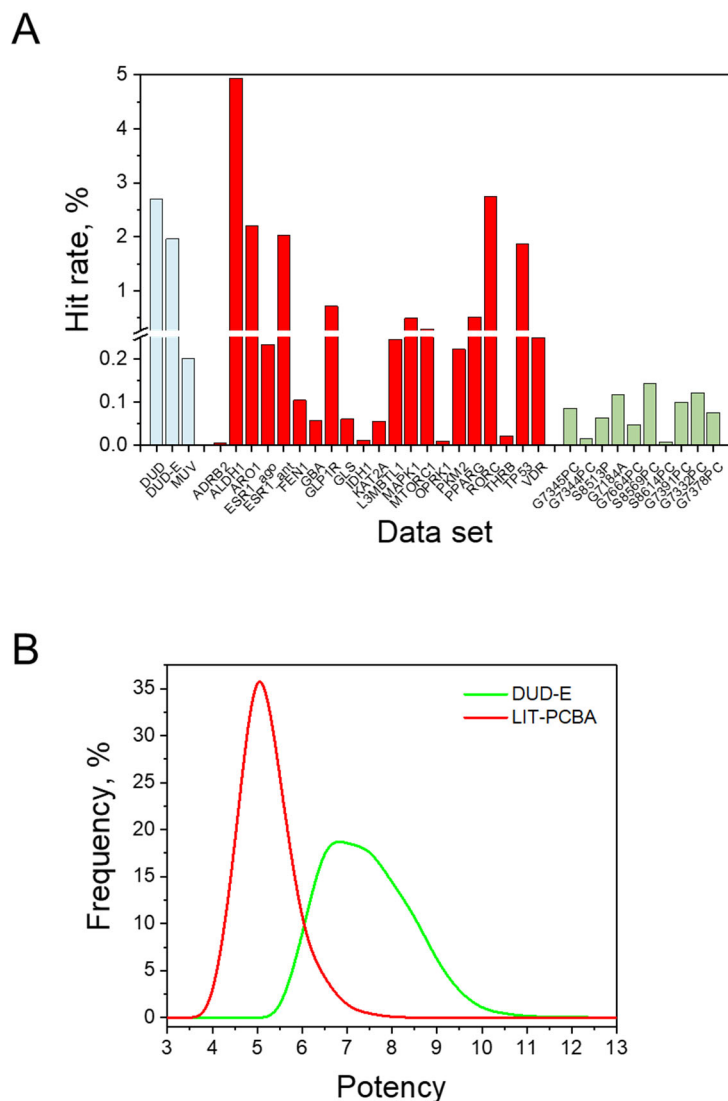 A
Hit rate, %
5
4
3
2
1
0.2
0.1
0.0
DUD
DUD-E
MUV
ADRB2
ALDH1
ARO1
ESR1_ago
ESR1_ant
FEN1
GBA
GLP1R
GLS
IDH1
KAT2A
L3MBTL1
MAPK1
MTORC1
OPRK1
PKM2
PPARG
RORC
THRB
TP53
VDR
G7345PC
G7344PC
S8513P
G7184A
G7664PC
S8569PC
S8614PC
G7391PC
G7332PC
G7378PC
Data set
B
Frequency, %
35
30
25
20
15
10
5
0
DUD-E
LIT-PCBA
3 4 5 6 7 8 9 10 11 12 13
Potency